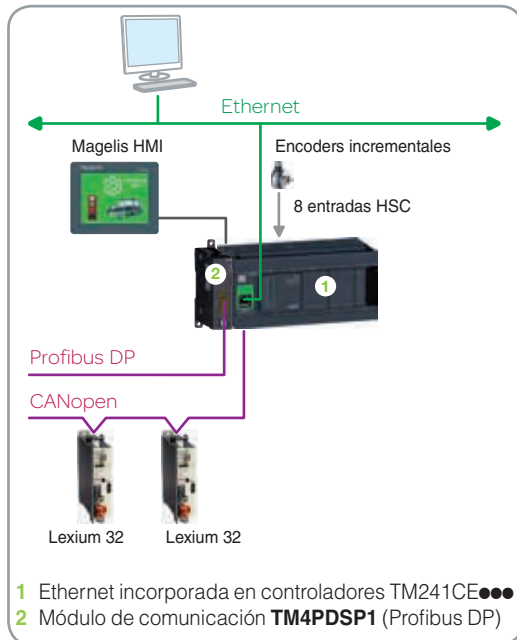 Ethernet
Magelis HMI
Encoders incrementales
8 entradas HSC
2
1
Profibus DP
CANopen
Lexium 32
Lexium 32
1 Ethernet incorporada en controladores TM241CE●●●
2 Módulo de comunicación TM4PDSP1 (Profibus DP)